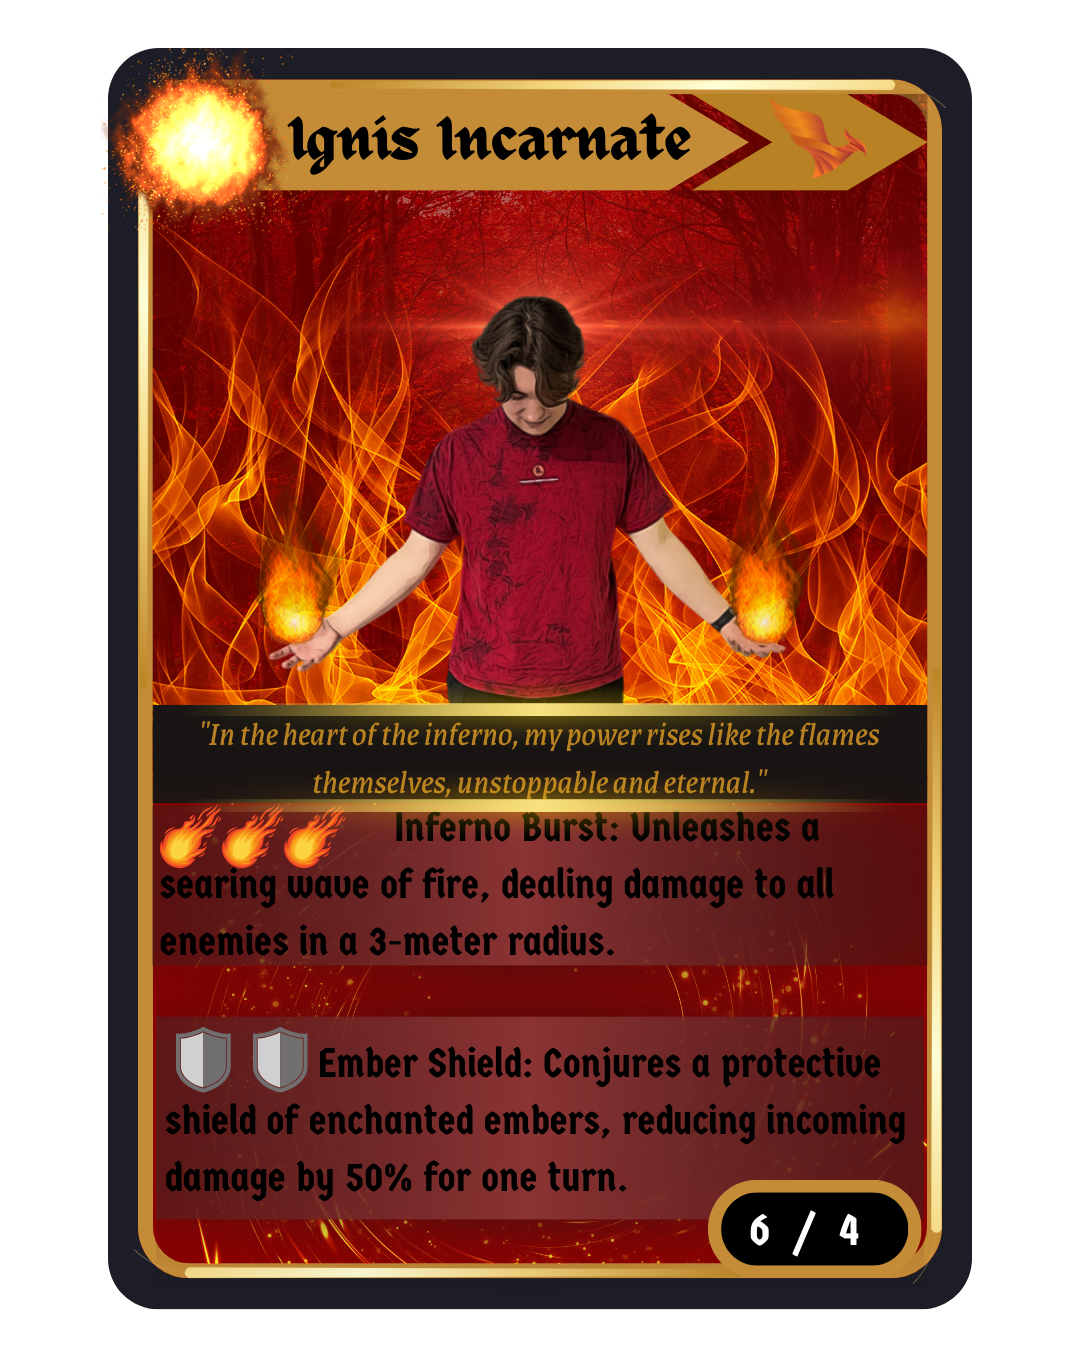 Ignis Incarnate
"In the heart of the inferno, my power rises like the flames
themselves, unstoppable and eternal."
Inferno Burst: Unleashes a
searing wave of fire, dealing damage to all
enemies in a 3-meter radius.
Ember Shield: Conjures a protective
shield of enchanted embers, reducing incoming
damage by 50% for one turn.
6 / 4